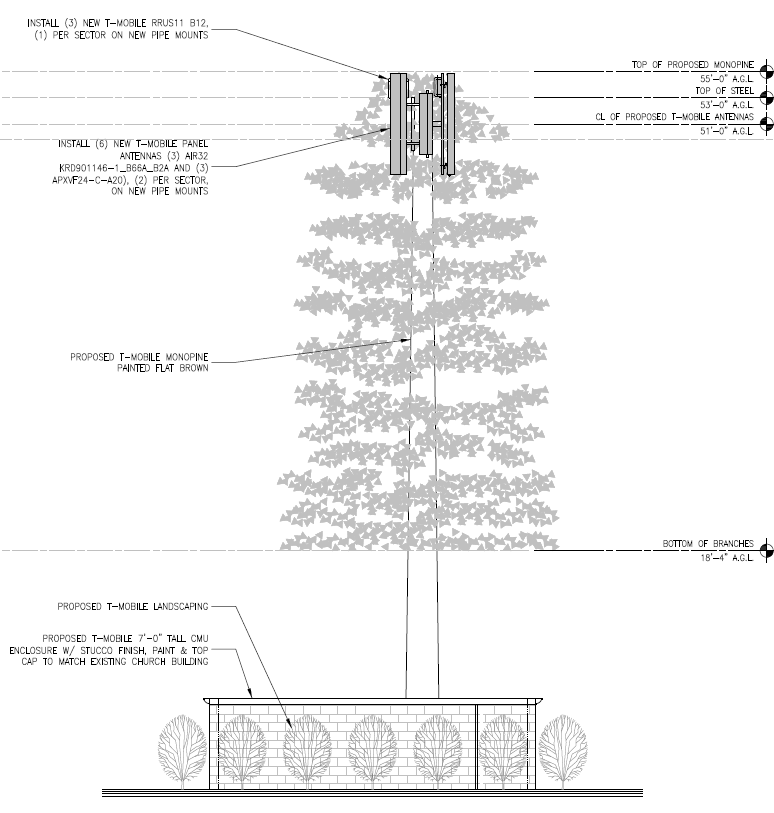 INSTALL (3) NEW T-MOBILE RRUS11 B12,
(1) PER SECTOR ON NEW PIPE MOUNTS
TOP OF PROPOSED MONOPINE
55'-0" A.G.L.
TOP OF STEEL
53'-0" A.G.L.
CL OF PROPOSED T-MOBILE ANTENNAS
51'-0" A.G.L.
INSTALL (6) NEW T-MOBILE PANEL
ANTENNAS (3) AIR32
KRD901146-1_B66A_B2A AND (3)
APXVF24-C-A20), (2) PER SECTOR,
ON NEW PIPE MOUNTS
PROPOSED T-MOBILE MONOPINE
PAINTED FLAT BROWN
BOTTOM OF BRANCHES
18'-4" A.G.L.
PROPOSED T-MOBILE LANDSCAPING
PROPOSED T-MOBILE 7'-0" TALL CMU
ENCLOSURE W/ STUCCO FINISH, PAINT & TOP
CAP TO MATCH EXISTING CHURCH BUILDING